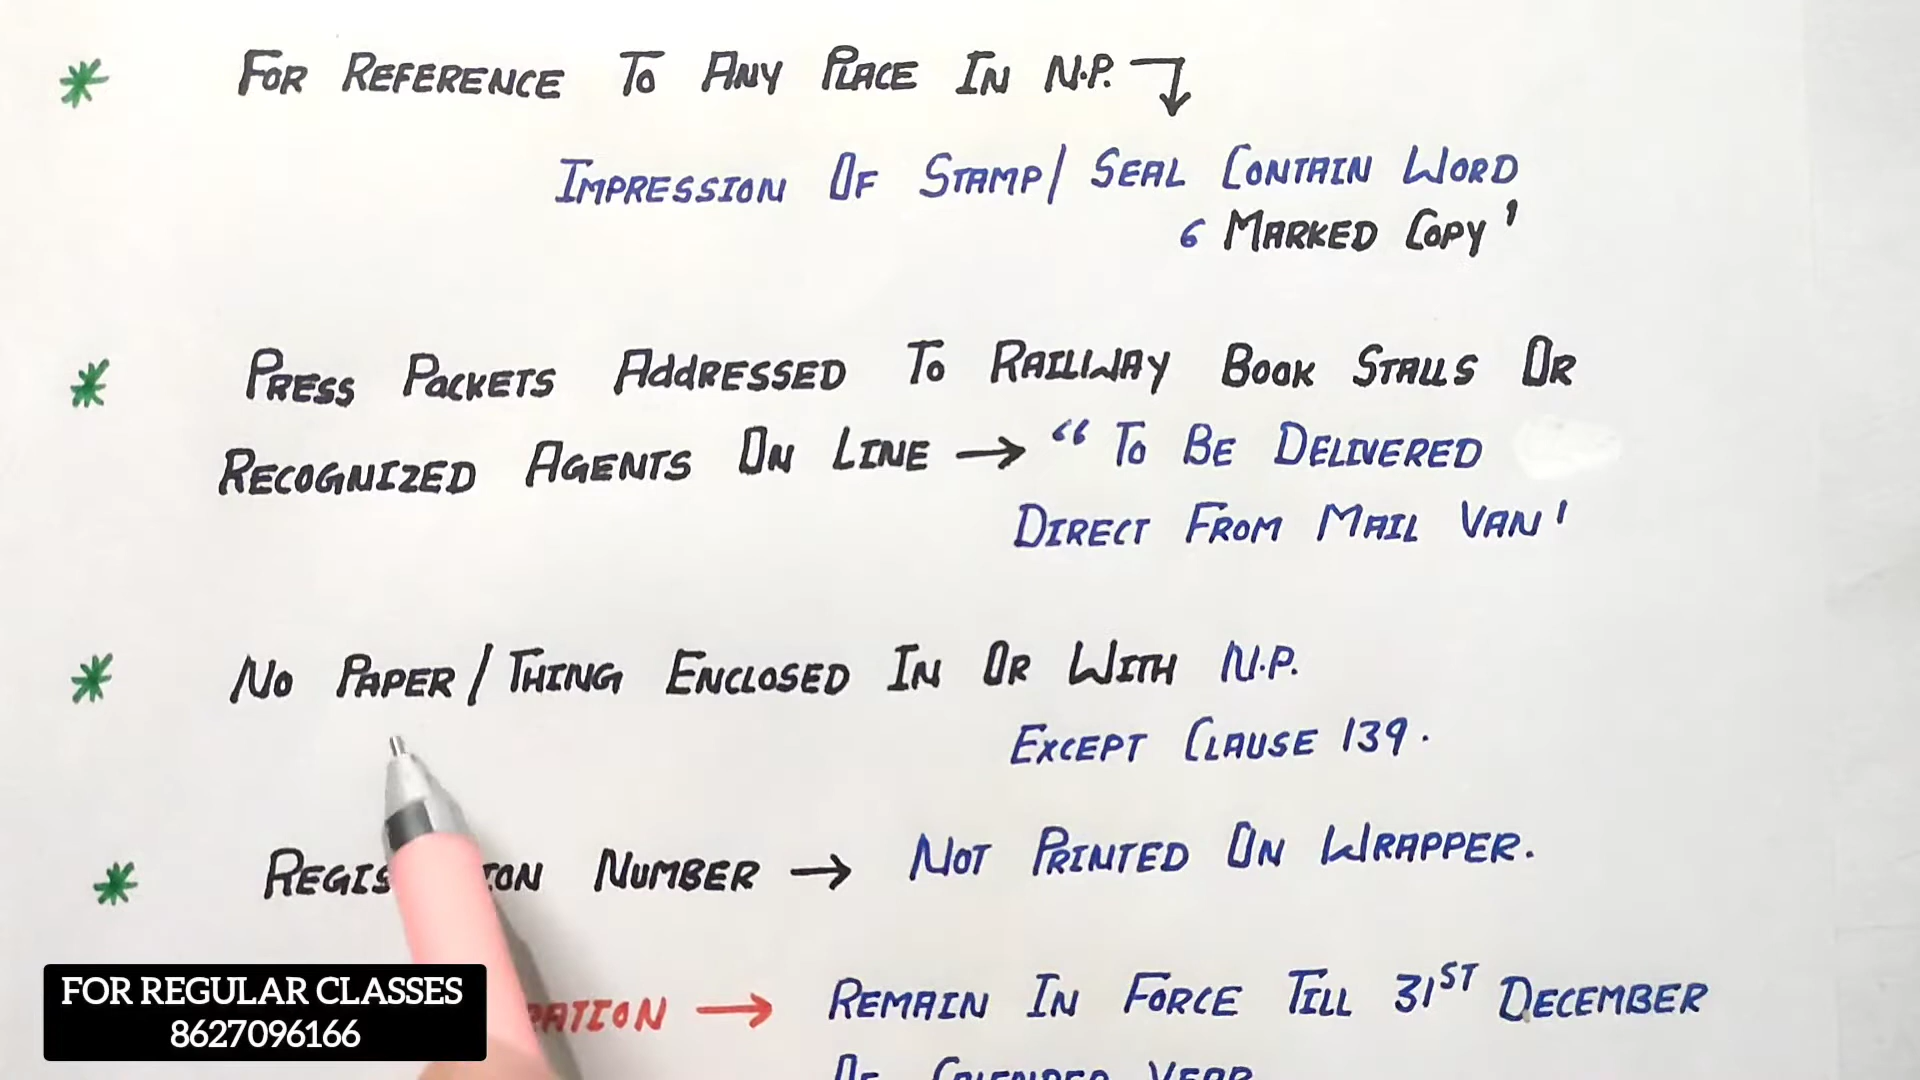 * FOR REFERENCE TO ANY PLACE IN N.P.
IMPRESSION OF STAMP/ SEAL CONTAIN WORD
' MARKED COPY '
* PRESS PACKETS ADDRESSED TO RAILWAY BOOK STALLS OR
RECOGNIZED AGENTS ON LINE → “ TO BE DELIVERED
DIRECT FROM MAIL VAN '
* NO PAPER / THING ENCLOSED IN OR WITH N.P.
EXCEPT CLAUSE 139.
* NUMBER → NOT PRINTED ON WRAPPER.
→ REMAIN IN FORCE TILL 31ST DECEMBER
OF CALENDER YEAR
FOR REGULAR CLASSES
8627096166